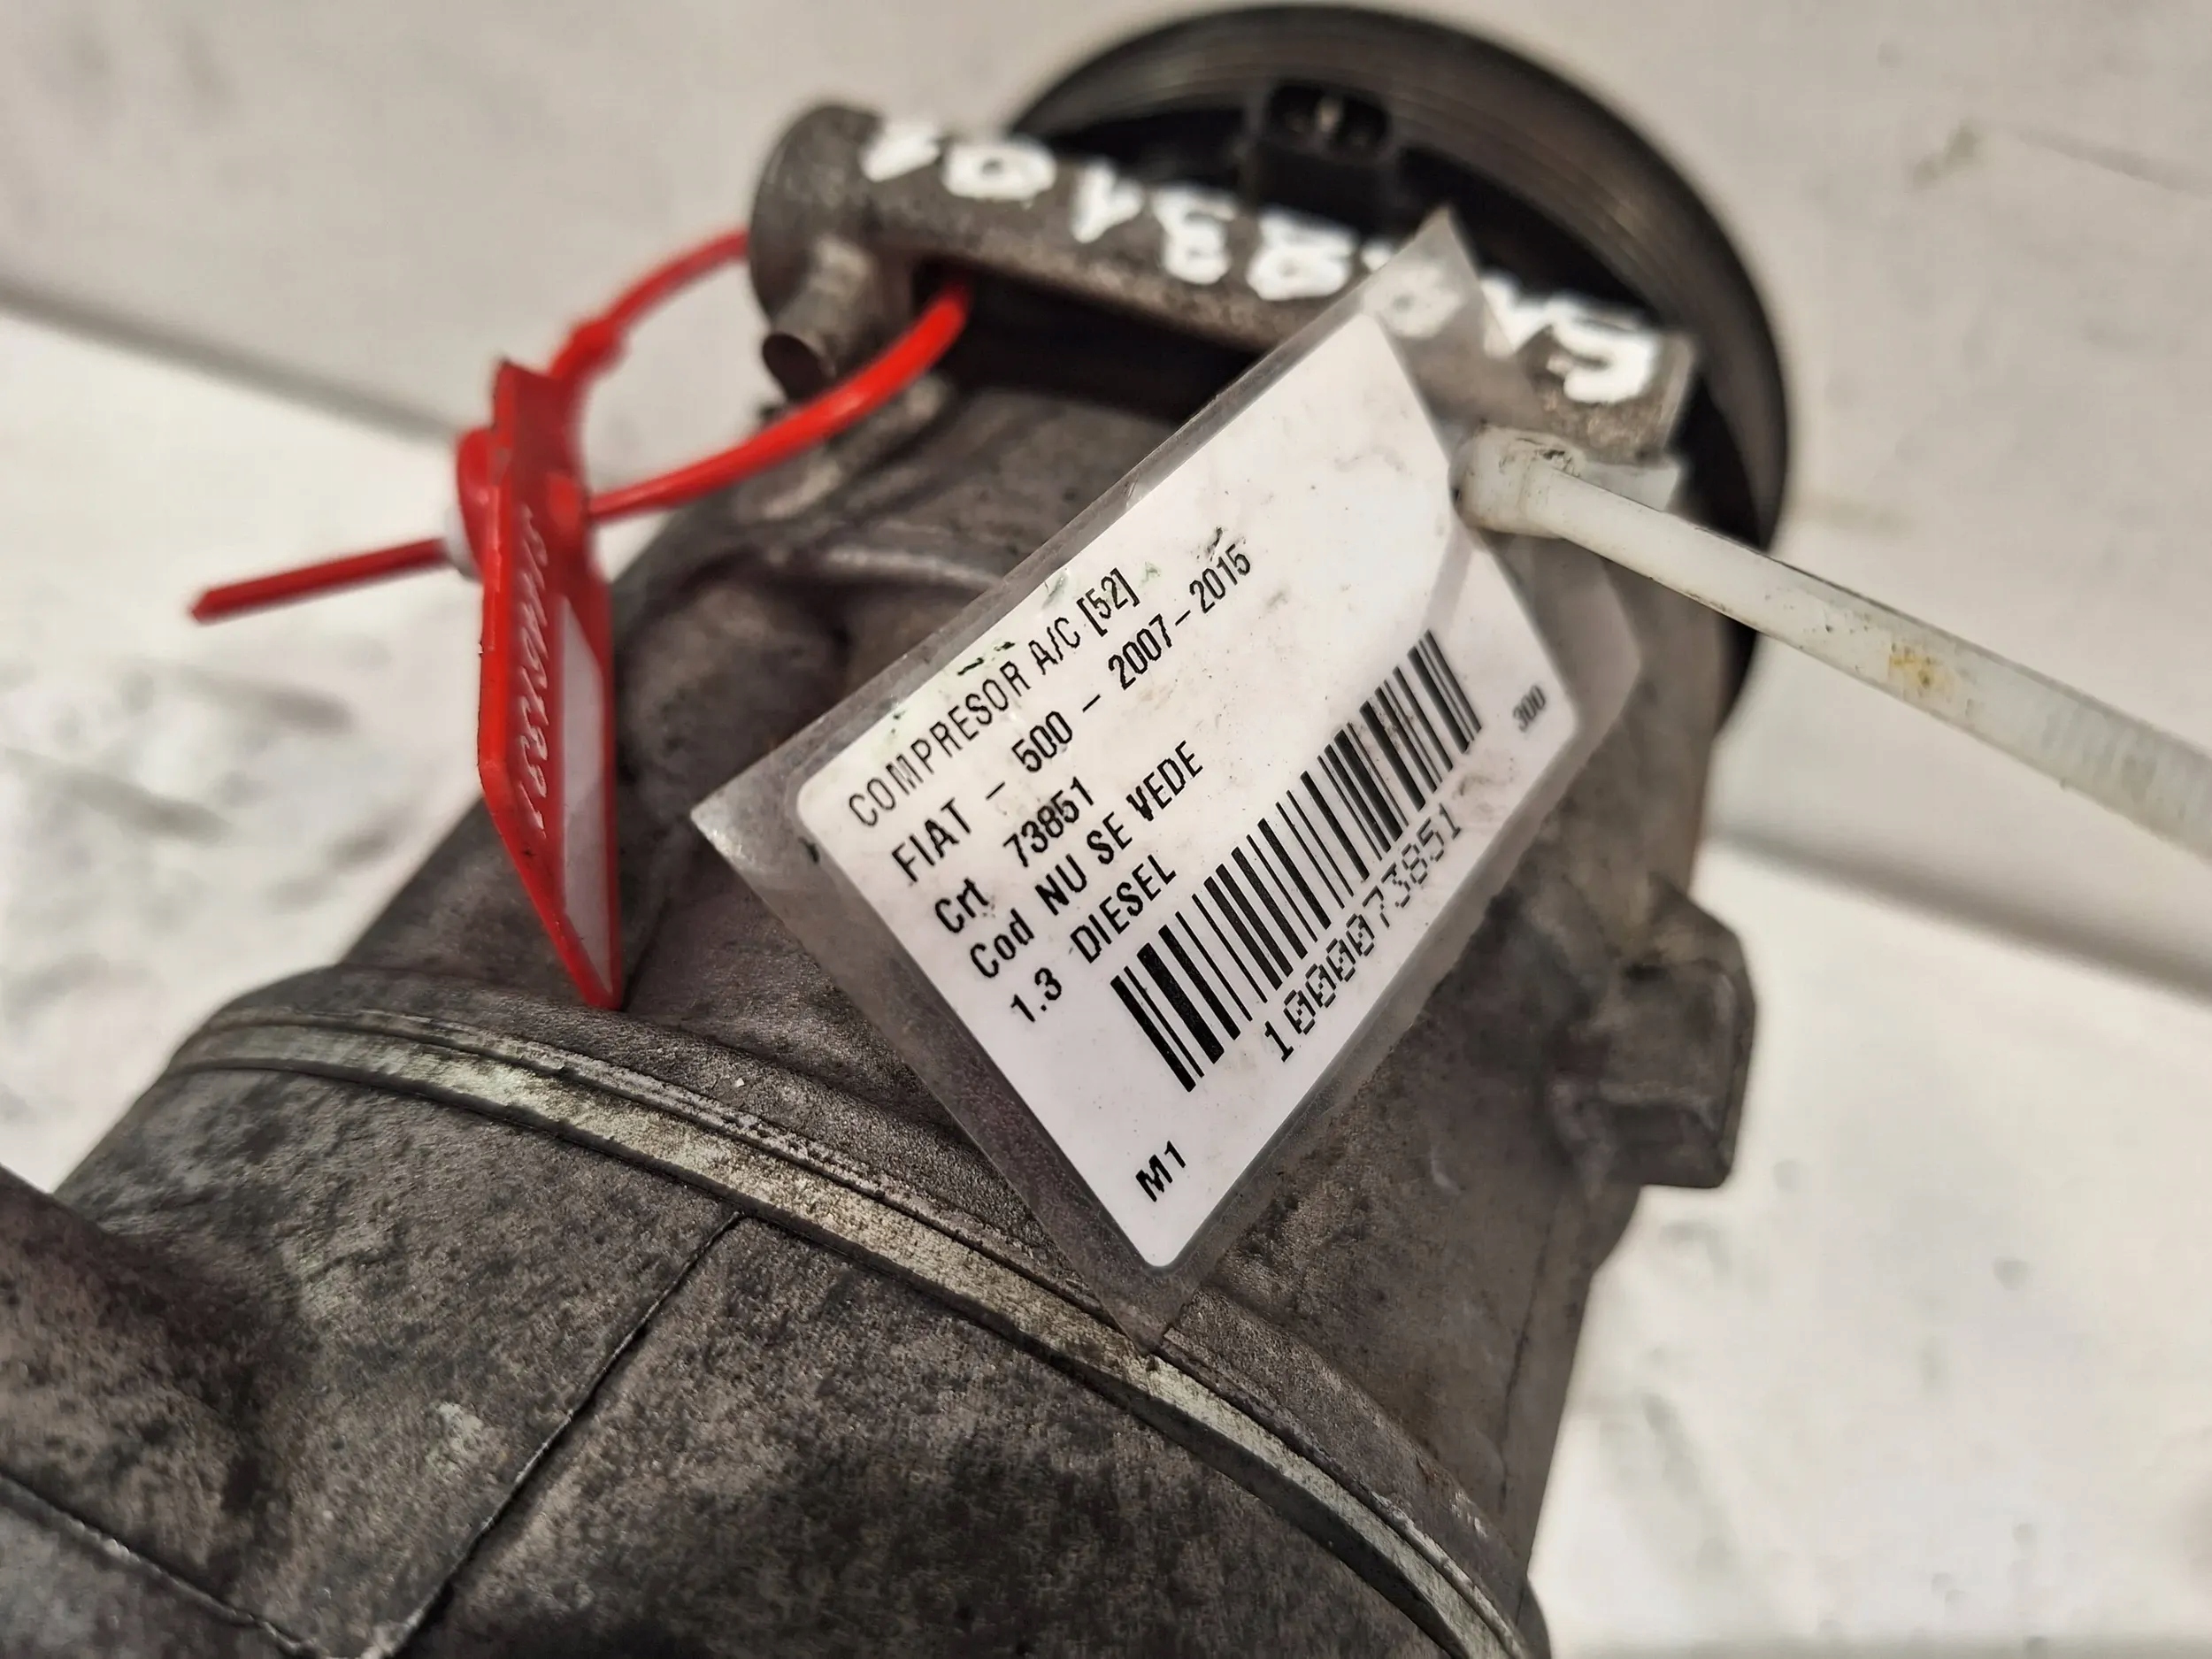 COMPRESOR A/C [52]
FIAT - 500 - 2007-2015
Crt 73851
Cod NU SE VEDE
1.3 DIESEL
1000073851
300
M1